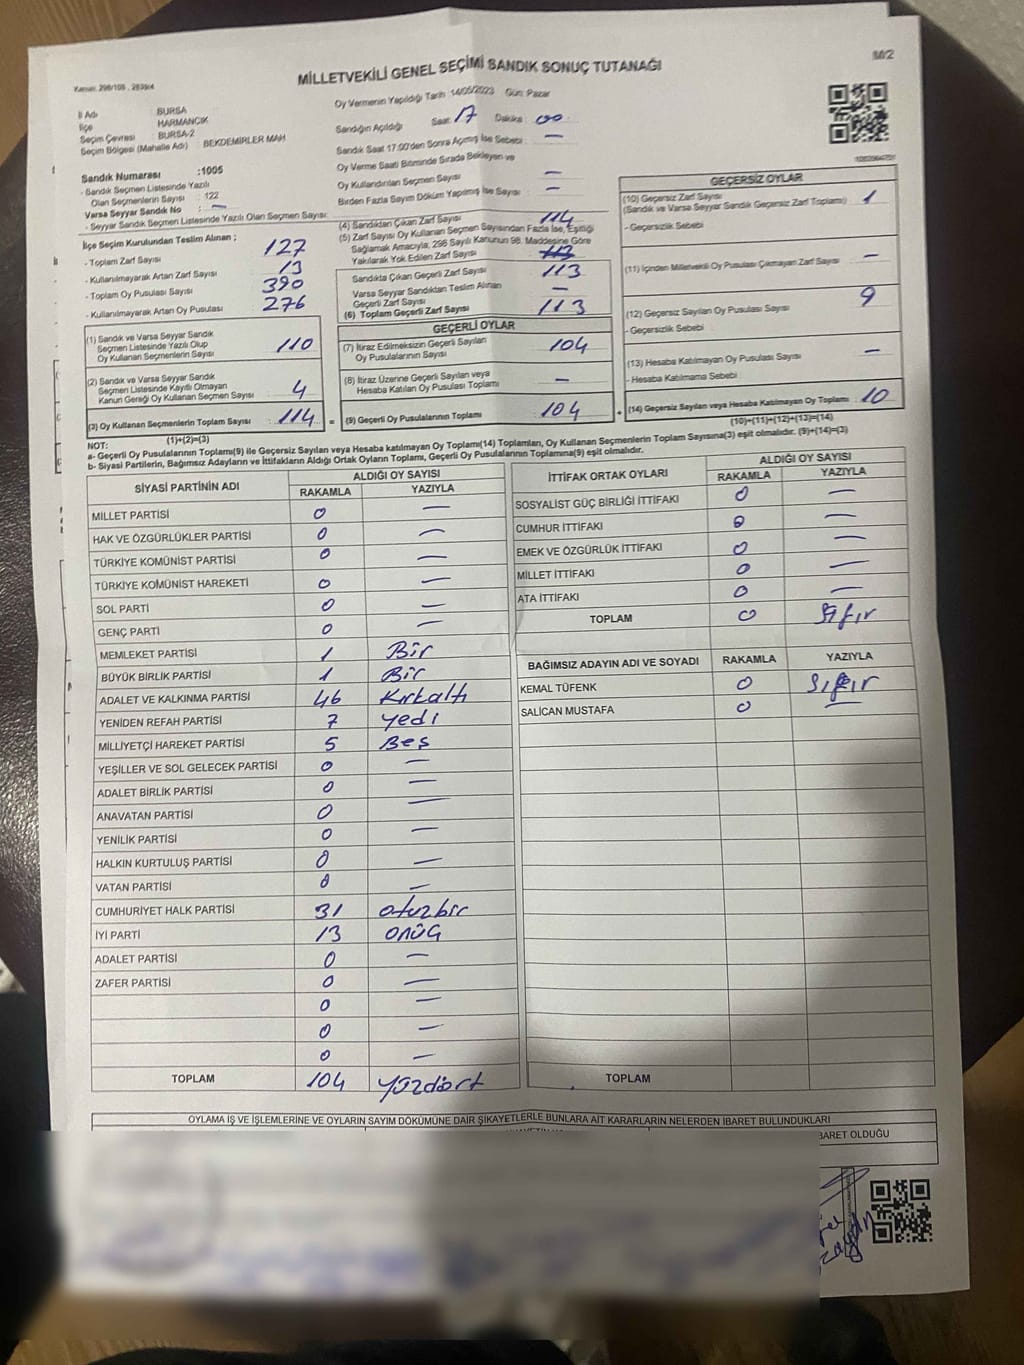 M/2
MİLLETVEKİLİ GENEL SEÇİMİ SANDIK SONUÇ TUTANAĞI
İl Adı BURSA
İlçe HARMANCIK
Seçim Çevresi BURSA-2
Seçim Bölgesi (Mahalle Adı) : BEKDEMİRLER MAH
Sandık Numarası :1005
- Sandık Seçmen Listesinde Yazılı
Olan Seçmenlerin Sayısı : 122
Varsa Seyyar Sandık No : —
- Seyyar Sandık Seçmen Listesinde Yazılı Olan Seçmen Sayısı:
İlçe Seçim Kurulundan Teslim Alınan ;
- Toplam Zarf Sayısı 127
- Kullanılmayarak Artan Zarf Sayısı 13
- Toplam Oy Pusulası Sayısı 390
- Kullanılmayarak Artan Oy Pusulası 276
(1) Sandık ve Varsa Seyyar Sandık
Seçmen Listesinde Yazılı Olup
Oy Kullanan Seçmenlerin Sayısı 110
(2) Sandık ve Varsa Seyyar Sandık
Seçmen Listesinde Kayıtlı Olmayan
Kanun Gereği Oy Kullanan Seçmen Sayısı 4
(3) Oy Kullanan Seçmenlerin Toplam Sayısı 114 =
(1)+(2)=(3)
Oy Vermenin Yapıldığı Tarih :14/05/2023 Gün: Pazar
Sandığın Açıldığı Saat: 17 Dakika : 00
Sandık Saat 17:00'den Sonra Açmış İse Sebebi : —
Oy Verme Saati Bitiminde Sırada Bekleyen ve
Oy Kullandırılan Seçmen Sayısı —
Birden Fazla Sayım Döküm Yapılmış İse Sayısı : —
(4) Sandıktan Çıkan Zarf Sayısı 114
(5) Zarf Sayısı Oy Kullanan Seçmen Sayısından Fazla İse, Eşitliği
Sağlamak Amacıyla, 298 Sayılı Kanunun 98. Maddesine Göre
Yakılarak Yok Edilen Zarf Sayısı 113
Sandıkta Çıkan Geçerli Zarf Sayısı 113
Varsa Seyyar Sandıktan Teslim Alınan
Geçerli Zarf Sayısı —
(6) Toplam Geçerli Zarf Sayısı 113
GEÇERLİ OYLAR
(7) İtiraz Edilmeksizin Geçerli Sayılan
Oy Pusulalarının Sayısı 104
(8) İtiraz Üzerine Geçerli Sayılan veya
Hesaba Katılan Oy Pusulası Toplamı —
(9) Geçerli Oy Pusulalarının Toplamı 104 +
GEÇERSİZ OYLAR
(10) Geçersiz Zarf Sayısı
(Sandık ve Varsa Seyyar Sandık Geçersiz Zarf Toplamı) 1
- Geçersizlik Sebebi
(11) İçinden Milletvekili Oy Pusulası Çıkmayan Zarf Sayısı —
(12) Geçersiz Sayılan Oy Pusulası Sayısı 9
- Geçersizlik Sebebi
(13) Hesaba Katılmayan Oy Pusulası Sayısı —
- Hesaba Katılmama Sebebi
(14) Geçersiz Sayılan veya Hesaba Katılmayan Oy Toplamı 10
(10)+(11)+(12)+(13)=(14)
NOT:
a- Geçerli Oy Pusulalarının Toplamı(9) ile Geçersiz Sayılan veya Hesaba katılmayan Oy Toplamı(14) Toplamları, Oy Kullanan Seçmenlerin Toplam Sayısına(3) eşit olmalıdır. (9)+(14)=(3)
b- Siyasi Partilerin, Bağımsız Adayların ve İttifakların Aldığı Ortak Oyların Toplamı, Geçerli Oy Pusulalarının Toplamına(9) eşit olmalıdır.
SİYASİ PARTİNİN ADI ALDIĞI OY SAYISI
RAKAMLA YAZIYLA
MİLLET PARTİSİ 0 —
HAK VE ÖZGÜRLÜKLER PARTİSİ 0 —
TÜRKİYE KOMÜNİST PARTİSİ 0 —
TÜRKİYE KOMÜNİST HAREKETİ 0 —
SOL PARTİ 0 —
GENÇ PARTİ 0 —
MEMLEKET PARTİSİ 1 Bir
BÜYÜK BİRLİK PARTİSİ 1 Bir
ADALET VE KALKINMA PARTİSİ 46 Kırkaltı
YENİDEN REFAH PARTİSİ 7 yedi
MİLLİYETÇİ HAREKET PARTİSİ 5 Beş
YEŞİLLER VE SOL GELECEK PARTİSİ 0 —
ADALET BİRLİK PARTİSİ 0 —
ANAVATAN PARTİSİ 0 —
YENİLİK PARTİSİ 0 —
HALKIN KURTULUŞ PARTİSİ 0 —
VATAN PARTİSİ 0 —
CUMHURİYET HALK PARTİSİ 31 otuzbir
İYİ PARTİ 13 onüç
ADALET PARTİSİ 0 —
ZAFER PARTİSİ 0 —
0 —
0 —
0 —
TOPLAM 104 yüzdört
İTTİFAK ORTAK OYLARI ALDIĞI OY SAYISI
RAKAMLA YAZIYLA
SOSYALİST GÜÇ BİRLİĞİ İTTİFAKI 0 —
CUMHUR İTTİFAKI 0 —
EMEK VE ÖZGÜRLÜK İTTİFAKI 0 —
MİLLET İTTİFAKI 0 —
ATA İTTİFAKI 0 —
TOPLAM 0 Sıfır
BAĞIMSIZ ADAYIN ADI VE SOYADI RAKAMLA YAZIYLA
KEMAL TÜFENK 0 Sıfır
SALİCAN MUSTAFA 0 —
TOPLAM
OYLAMA İŞ VE İŞLEMLERİNE VE OYLARIN SAYIM DÖKÜMÜNE DAİR ŞİKAYETLERLE BUNLARA AİT KARARLARIN NELERDEN İBARET BULUNDUKLARI
BARET OLDUĞU